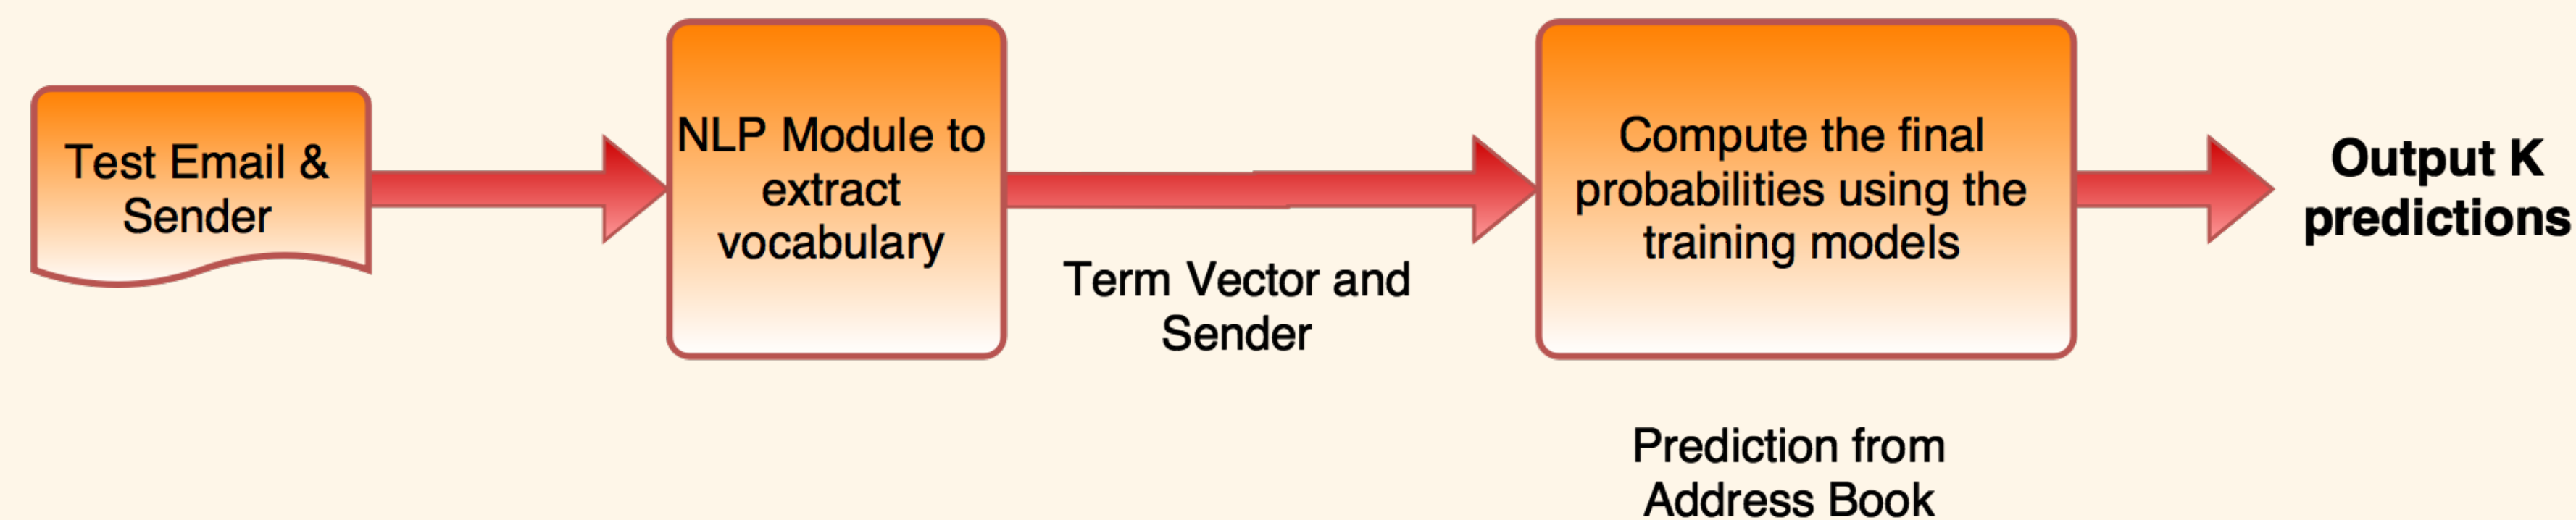 Test Email &
Sender
NLP Module to
extract
vocabulary
Term Vector and
Sender
Compute the final
probabilities using the
training models
Prediction from
Address Book
Output K
predictions